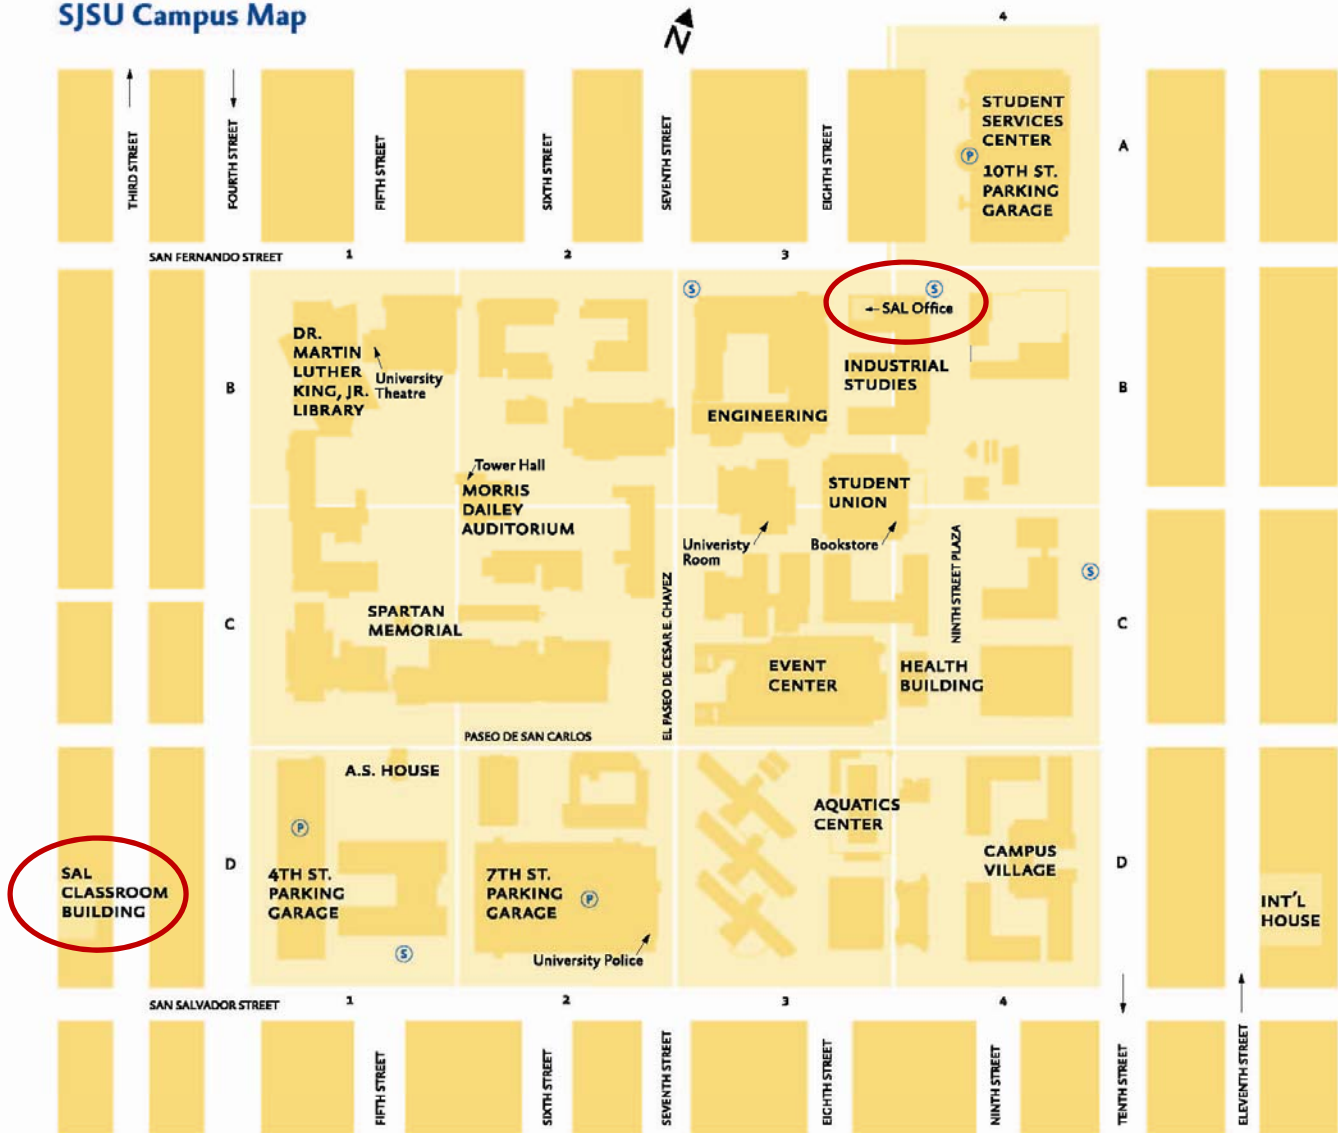 SJSU Campus Map
N
4
THIRD STREET
FOURTH STREET
FIFTH STREET
SIXTH STREET
SEVENTH STREET
EIGHTH STREET
STUDENT
SERVICES
CENTER
P
10TH ST.
PARKING
GARAGE
A
SAN FERNANDO STREET
1
2
3
S
S
SAL Office
DR.
MARTIN
LUTHER
KING, JR.
LIBRARY
University
Theatre
B
INDUSTRIAL
STUDIES
B
ENGINEERING
Tower Hall
MORRIS
DAILEY
AUDITORIUM
STUDENT
UNION
Univeristy
Room
Bookstore
NINTH STREET PLAZA
S
EL PASEO DE CESAR E. CHAVEZ
C
SPARTAN
MEMORIAL
C
EVENT
CENTER
HEALTH
BUILDING
PASEO DE SAN CARLOS
A.S. HOUSE
AQUATICS
CENTER
P
D
SAL
CLASSROOM
BUILDING
4TH ST.
PARKING
GARAGE
7TH ST.
PARKING
GARAGE
P
CAMPUS
VILLAGE
D
INT'L
HOUSE
S
University Police
SAN SALVADOR STREET
1
2
3
4
FIFTH STREET
SIXTH STREET
SEVENTH STREET
EIGHTH STREET
NINTH STREET
TENTH STREET
ELEVENTH STREET